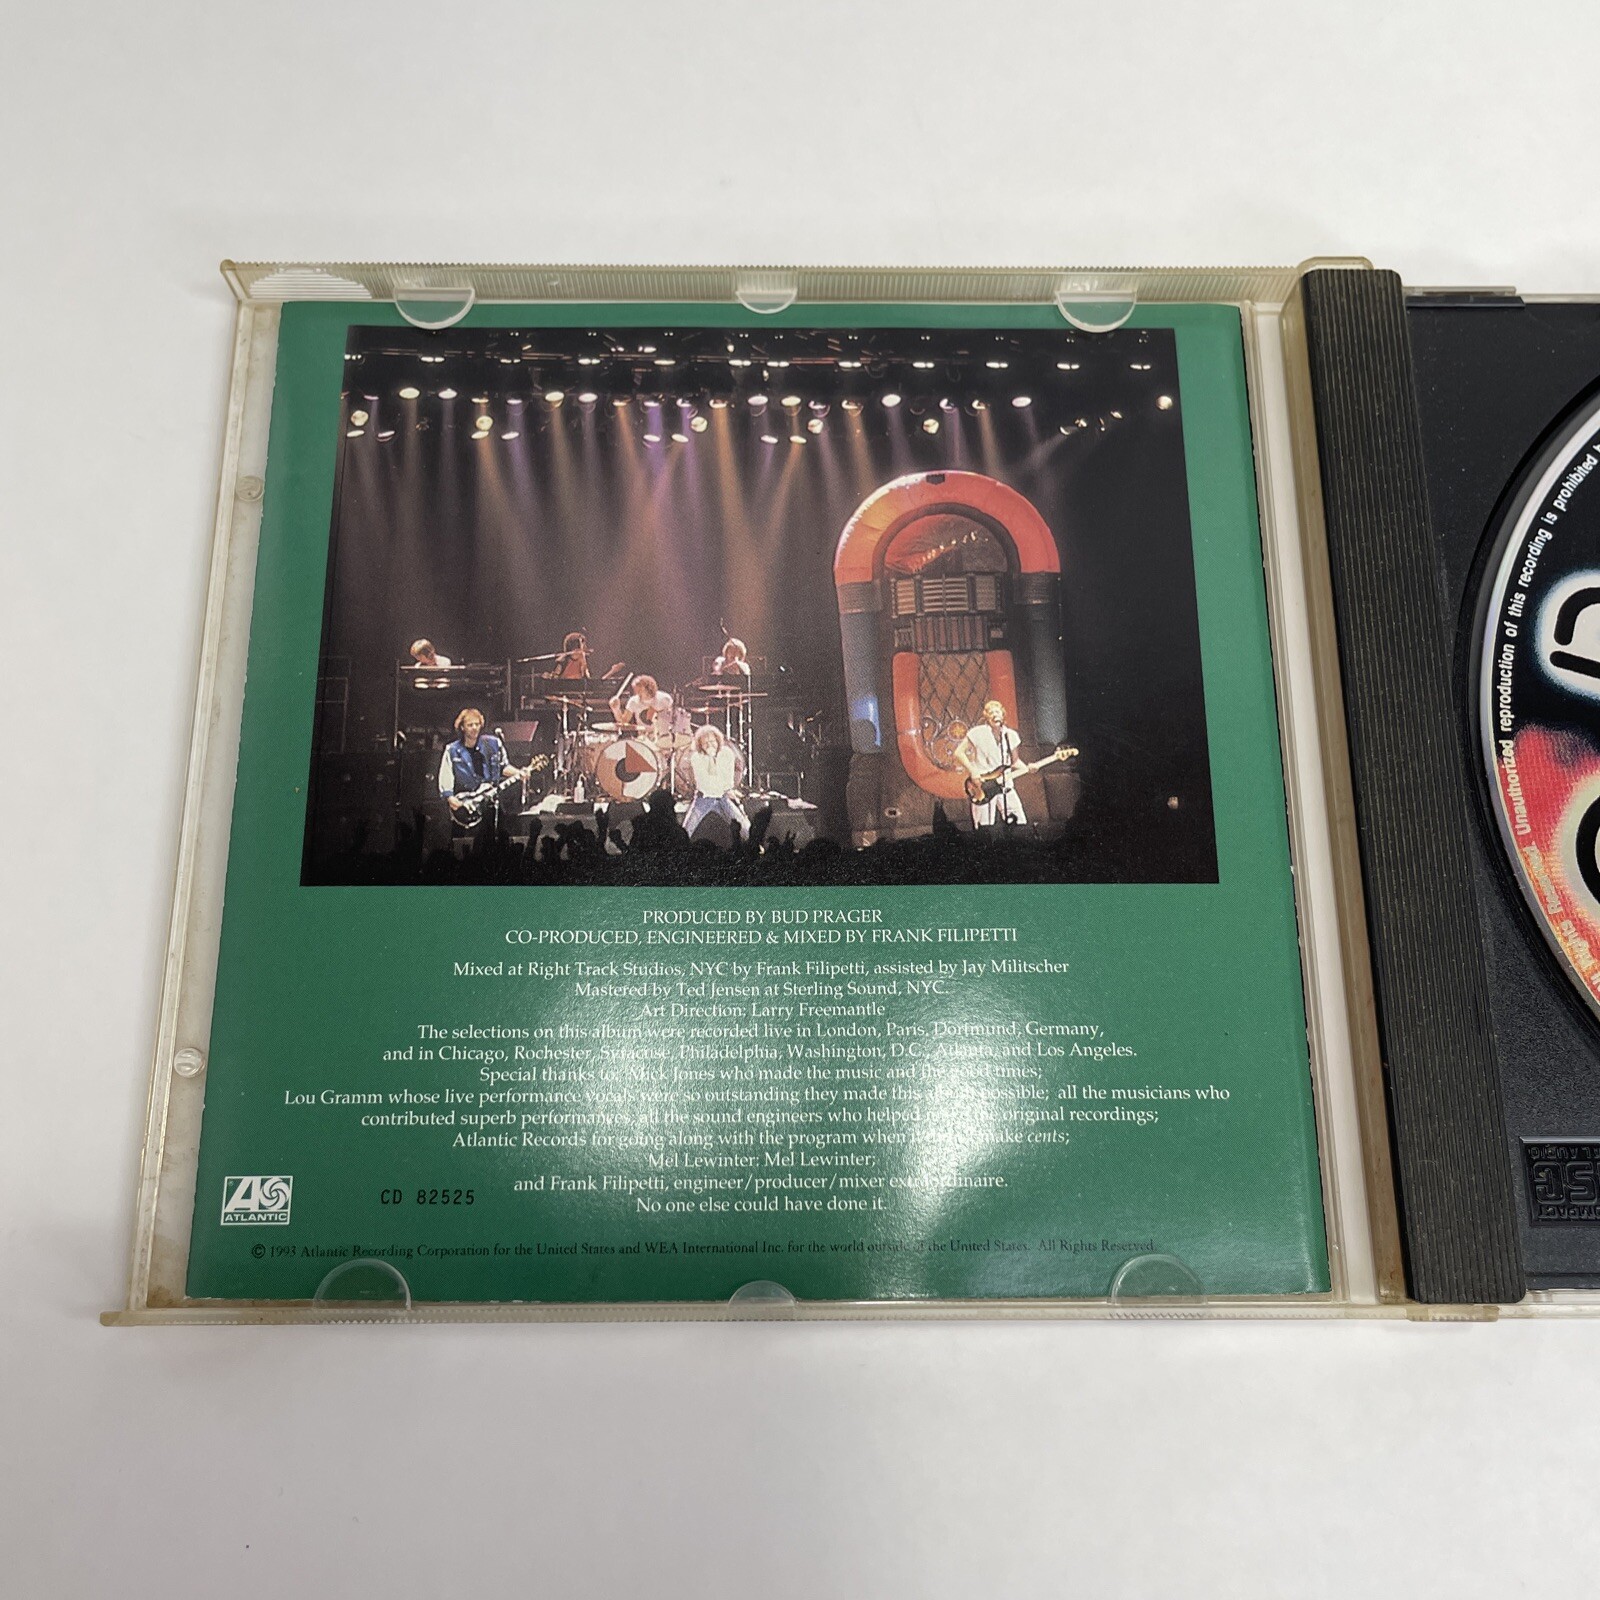 PRODUCED BY BUD PRAGER
CO-PRODUCED, ENGINEERED & MIXED BY FRANK FILIPETTI
Mixed at Right Track Studios, NYC by Frank Filipetti, assisted by Jay Militscher
Mastered by Ted Jensen at Sterling Sound, NYC.
Art Direction: Larry Freemantle
The selections on this album were recorded live in London, Paris, Dortmund, Germany,
and in Chicago, Rochester, Syracuse, Philadelphia, Washington, D.C., Atlanta, and Los Angeles.
Special thanks to: Mick Jones who made the music and the good times;
Lou Gramm whose live performance vocals were so outstanding they made this album possible; all the musicians who
contributed superb performances, all the sound engineers who helped the original recordings;
Atlantic Records for going along with the program when make cents;
Mel Lewinter: Mel Lewinter;
and Frank Filipetti, engineer/producer/mixer extraordinaire.
No one else could have done it.
ATLANTIC
CD 82525
© 1993 Atlantic Recording Corporation for the United States and WEA International Inc. for the world outside of the United States. All Rights Reserved.
Unauthorized reproduction of this recording is prohibited